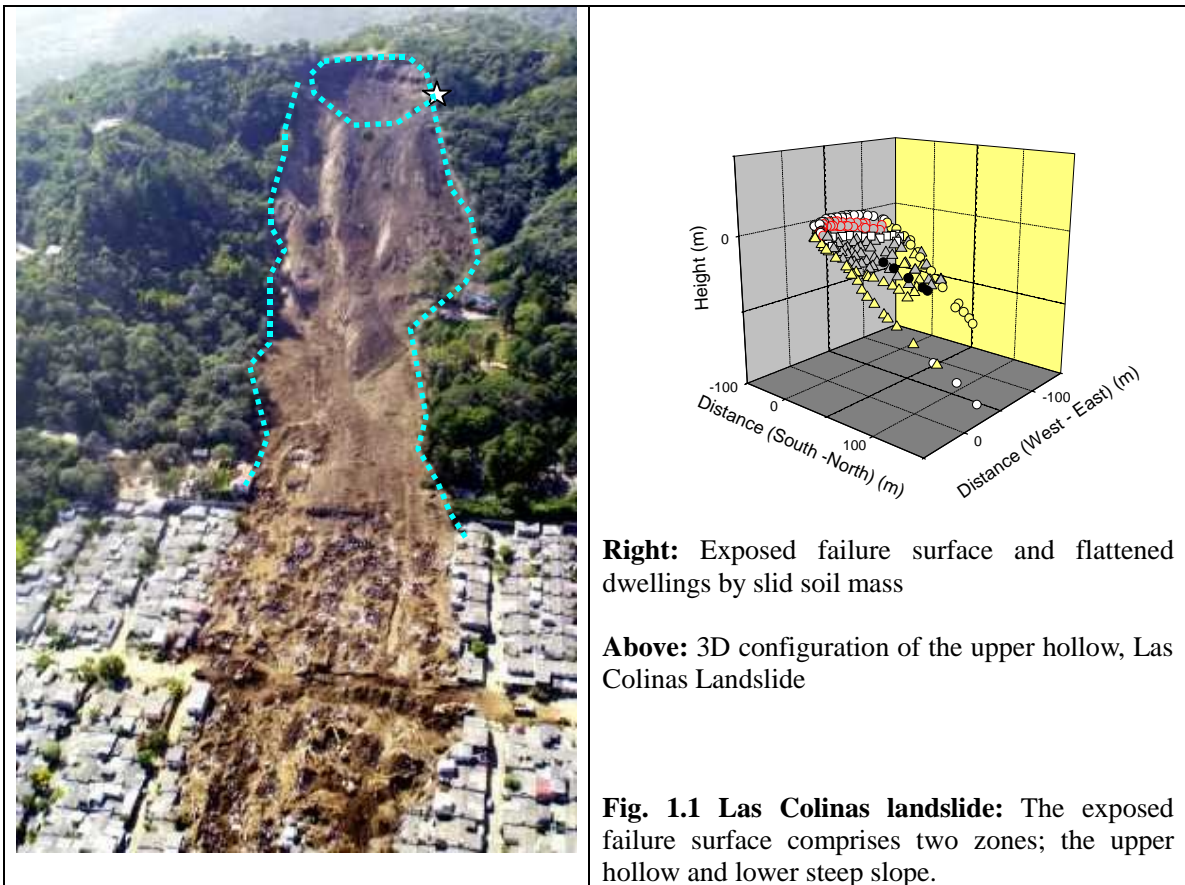 Height (m)
0
-100
0
100
Distance (South -North) (m)
-100
0
Distance (West - East) (m)
Right: Exposed failure surface and flattened
dwellings by slid soil mass
Above: 3D configuration of the upper hollow, Las
Colinas Landslide
Fig. 1.1 Las Colinas landslide: The exposed
failure surface comprises two zones; the upper
hollow and lower steep slope.